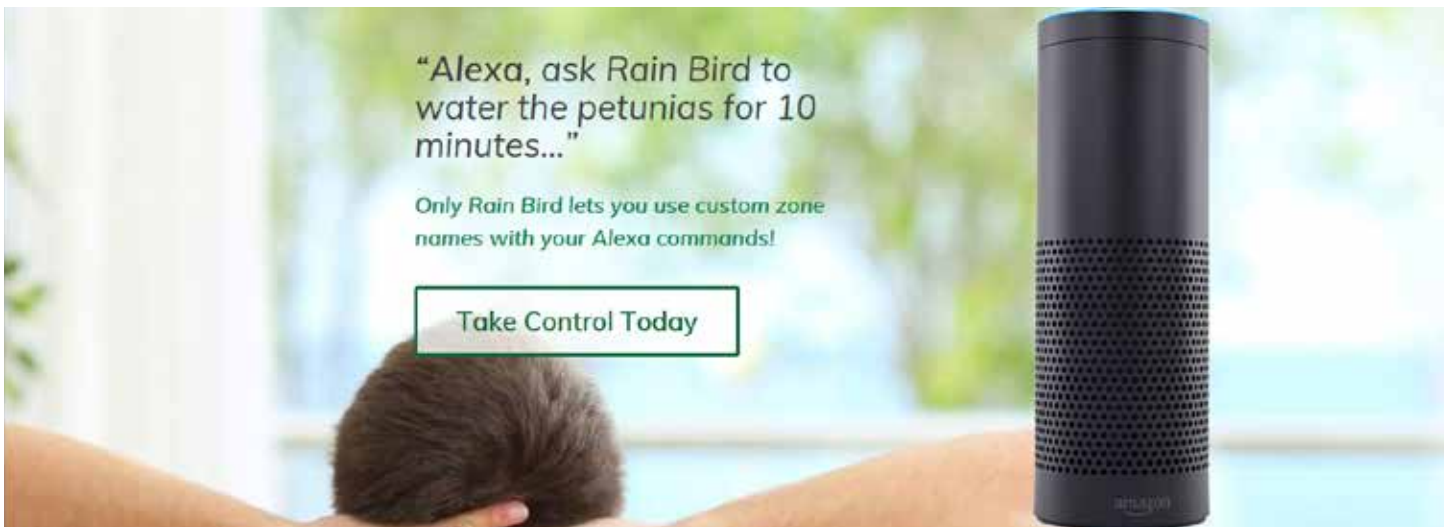 “Alexa, ask Rain Bird to
water the petunias for 10
minutes...”
Only Rain Bird lets you use custom zone
names with your Alexa commands!
Take Control Today
amazon